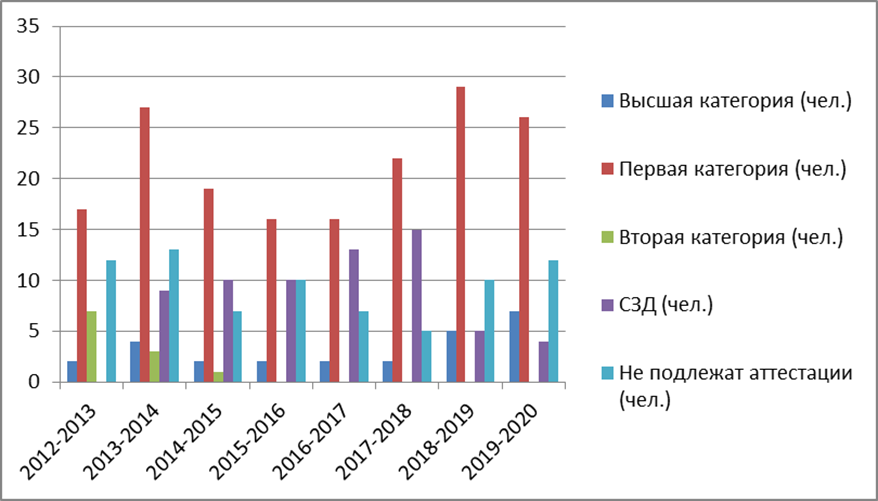 35
30
25
20
15
10
5
0
2012-2013
2013-2014
2014-2015
2015-2016
2016-2017
2017-2018
2018-2019
2019-2020
Высшая категория (чел.)
Первая категория (чел.)
Вторая категория (чел.)
СЗД (чел.)
Не подлежат аттестации
(чел.)